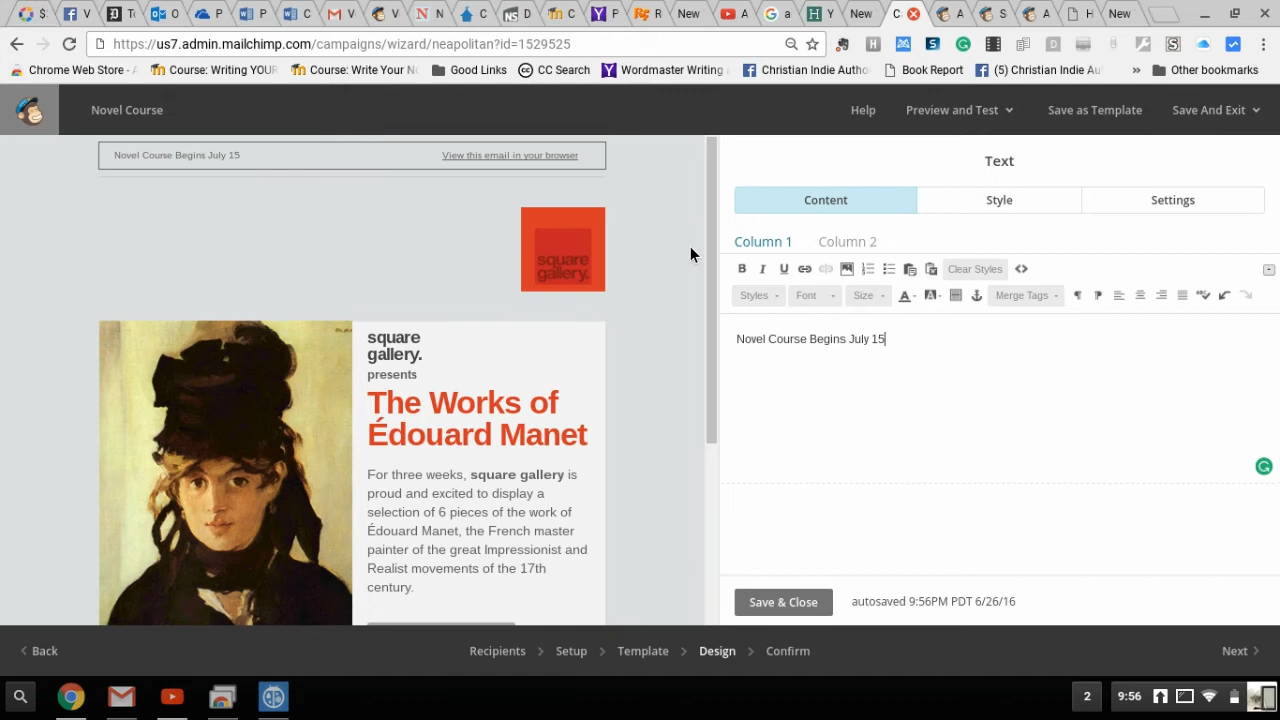 V
T
O
P
P
C
V
V
N
C
D
C
P
R
New
A
a
Y
New
C
A
S
A
H
New
https://us7.admin.mailchimp.com/campaigns/wizard/neapolitan?id=1529525
Chrome Web Store - Course: Writing YOUR Course: Write Your No Good Links CC Search Wordmaster Writing Christian Indie Autho Book Report (5) Christian Indie Au » Other bookmarks
Novel Course Help Preview and Test Save as Template Save And Exit
Novel Course Begins July 15 View this email in your browser
Text
Content Style Settings
Column 1 Column 2
B I U Clear Styles
Styles Font Size A A Merge Tags
Novel Course Begins July 15
square
gallery.
square
gallery.
presents
The Works of
Édouard Manet
For three weeks, square gallery is
proud and excited to display a
selection of 6 pieces of the work of
Édouard Manet, the French master
painter of the great Impressionist and
Realist movements of the 17th
century.
Save & Close autosaved 9:56PM PDT 6/26/16
Back Recipients Setup Template Design Confirm Next
2 9:56